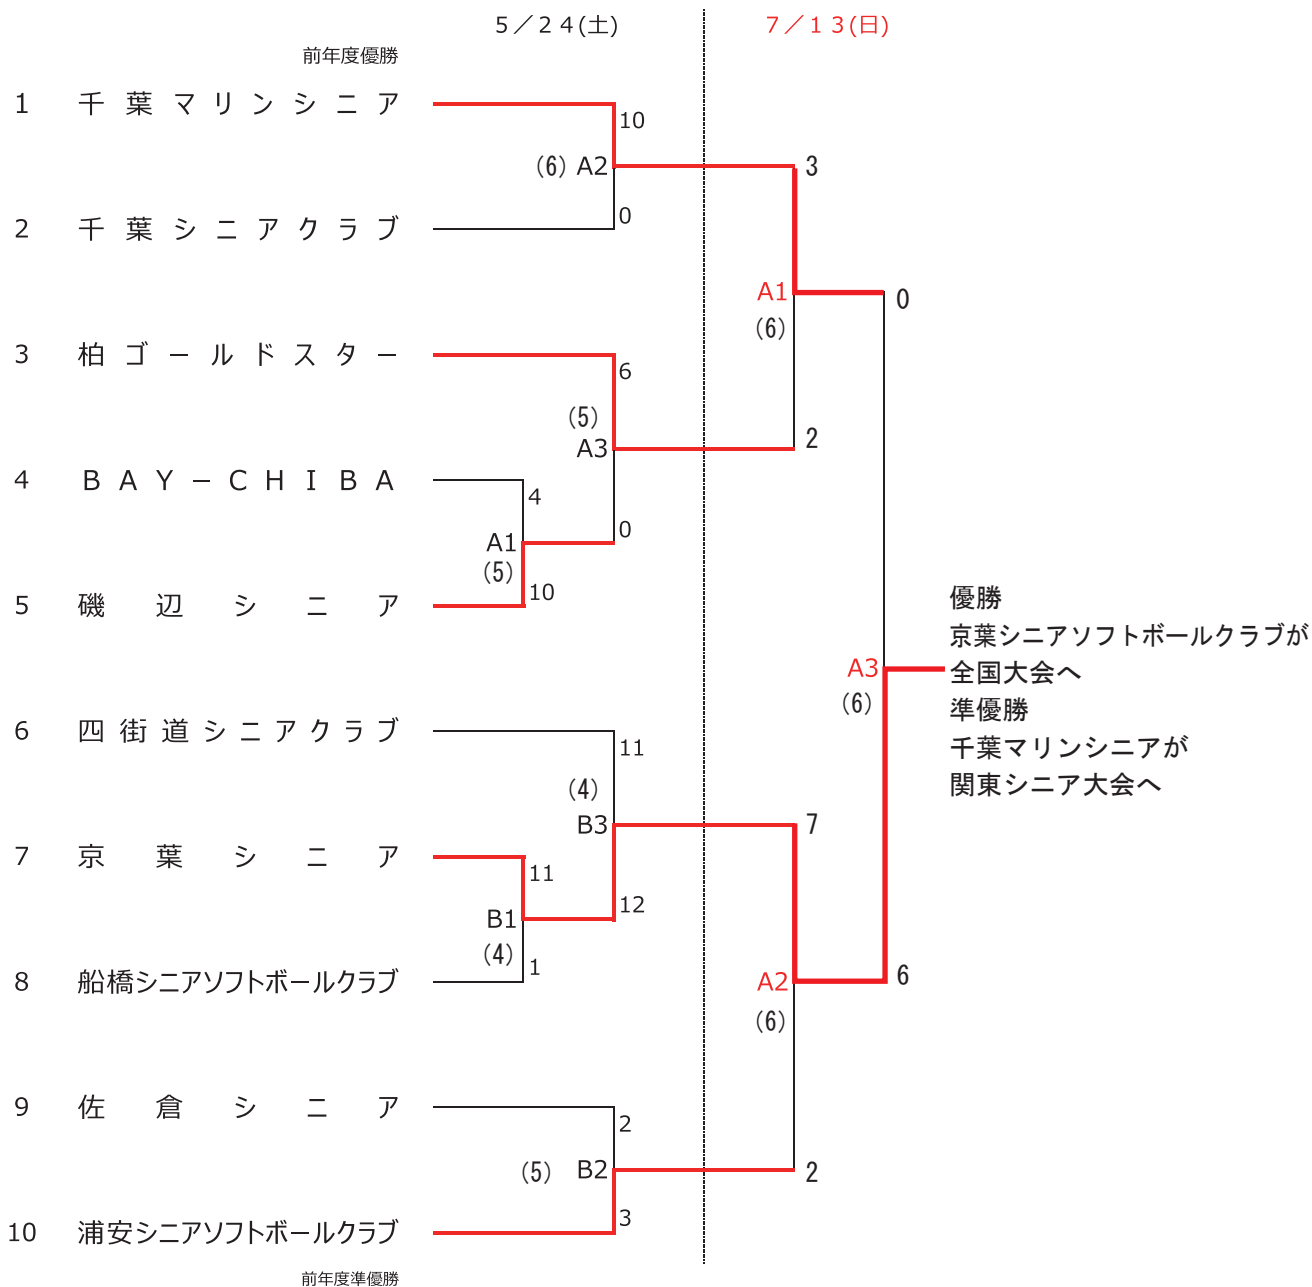 ５／２４(土)
７／１３(日)
前年度優勝
1 千葉マリンシニア
10
(6) A2
3
0
2 千葉シニアクラブ
A1
0
(6)
3 柏ゴールドスター
6
(5)
A3
2
4 ＢＡＹ－ＣＨＩＢＡ
4
0
A1
(5)
10
5 磯辺シニア
優勝
京葉シニアソフトボールクラブが
A3
全国大会へ
(6)
準優勝
千葉マリンシニアが
関東シニア大会へ
6 四街道シニアクラブ
11
(4)
B3
7
7 京葉シニア
11
12
B1
(4)
1
8 船橋シニアソフトボールクラブ
A2
6
(6)
9 佐倉シニア
2
(5) B2
2
3
10 浦安シニアソフトボールクラブ
前年度準優勝